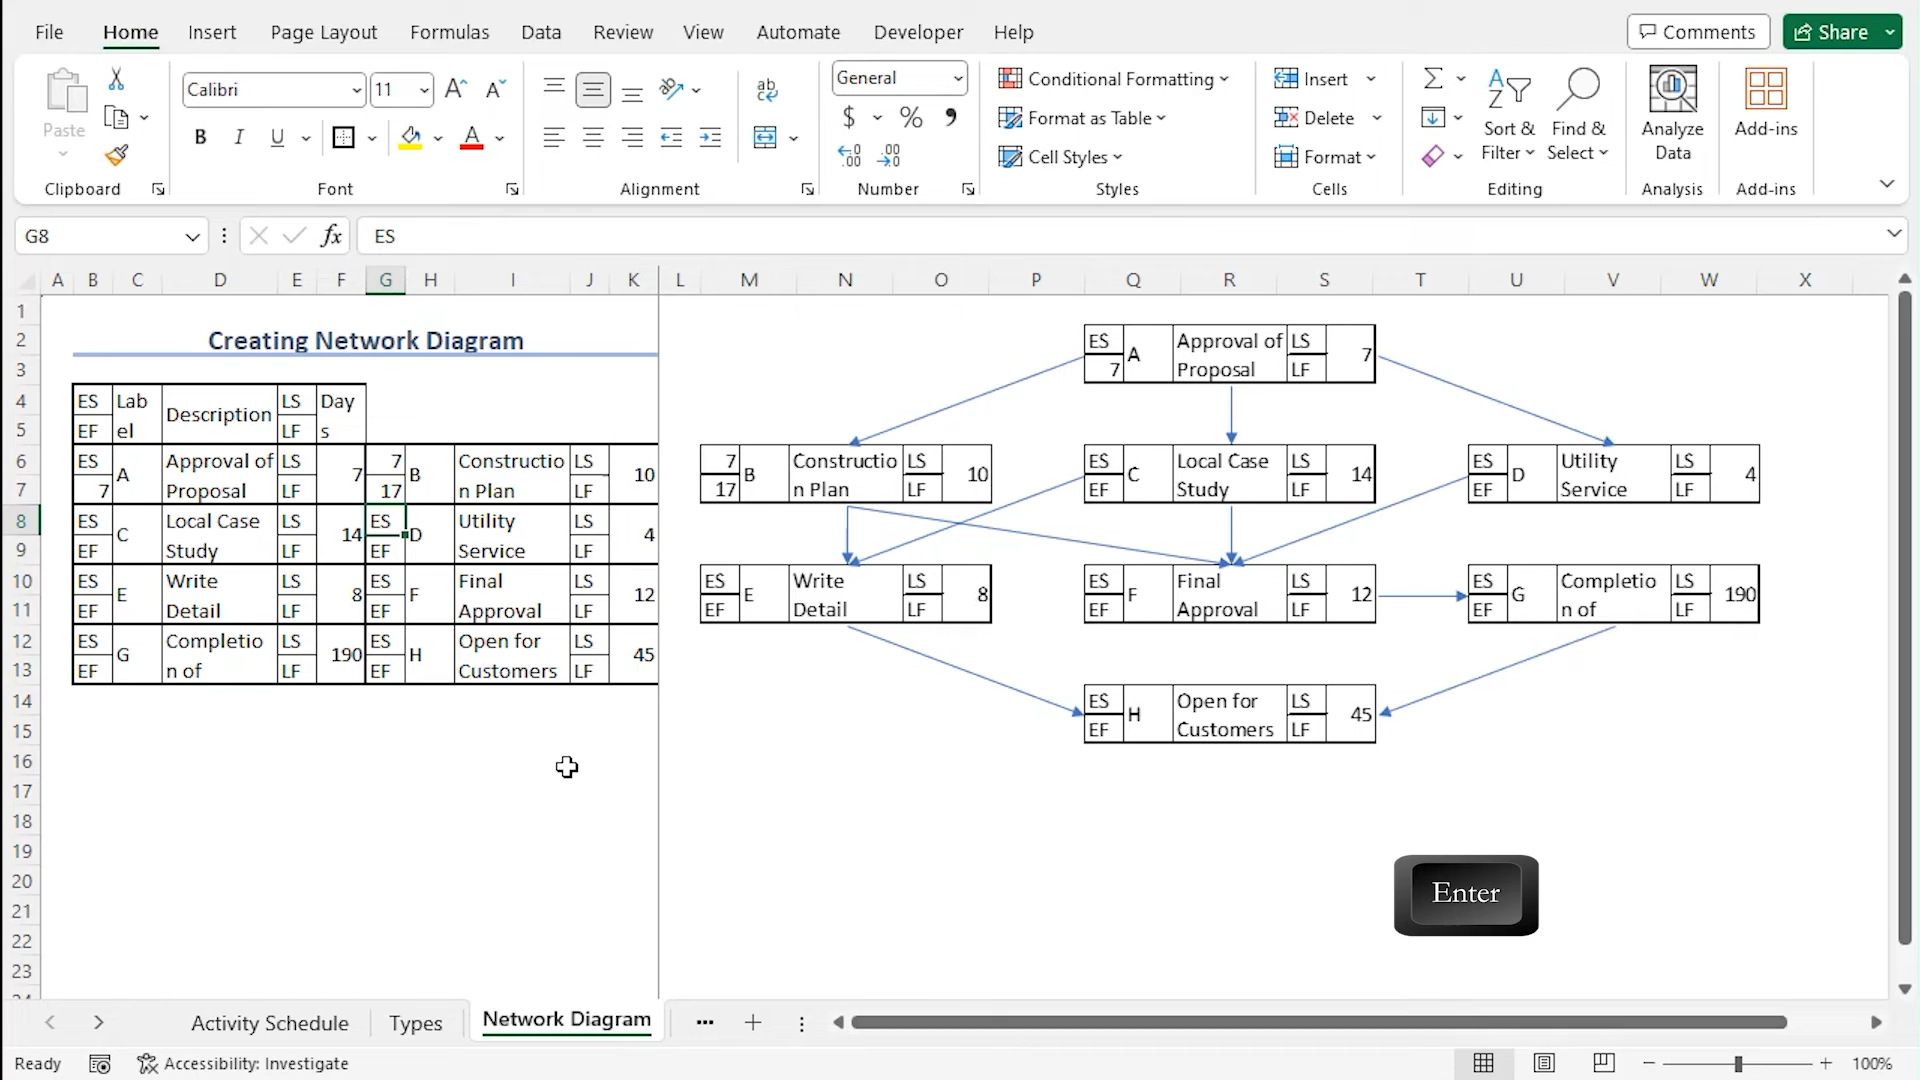 File Home Insert Page Layout Formulas Data Review View Automate Developer Help Comments Share
Paste Calibri 11 General Conditional Formatting Insert
B I U $ % Format as Table Delete Sort & Find & Analyze Add-ins
Cell Styles Format Filter Select Data
Clipboard Font Alignment Number Styles Cells Editing Analysis Add-ins
G8 fx ES
A B C D E F G H I J K L M N O P Q R S T U V W X
1
2 Creating Network Diagram
3
4 ES Lab Description LS Day
5 EF el LF s
6 ES A Approval of LS 7 7 B Constructio LS 10
7 7 Proposal LF 17 n Plan LF
8 ES C Local Case LS 14 ES D Utility LS 4
9 EF Study LF EF Service LF
10 ES E Write LS 8 ES F Final LS 12
11 EF Detail LF EF Approval LF
12 ES G Completio LS 190 ES H Open for LS 45
13 EF n of LF EF Customers LF
14
15
16
17
18
19
20
21
22
23
ES A Approval of LS 7
7 Proposal LF
7 B Constructio LS 10
17 n Plan LF
ES C Local Case LS 14
EF Study LF
ES D Utility LS 4
EF Service LF
ES E Write LS 8
EF Detail LF
ES F Final LS 12
EF Approval LF
ES G Completio LS 190
EF n of LF
ES H Open for LS 45
EF Customers LF
Enter
Activity Schedule Types Network Diagram
Ready Accessibility: Investigate 100%